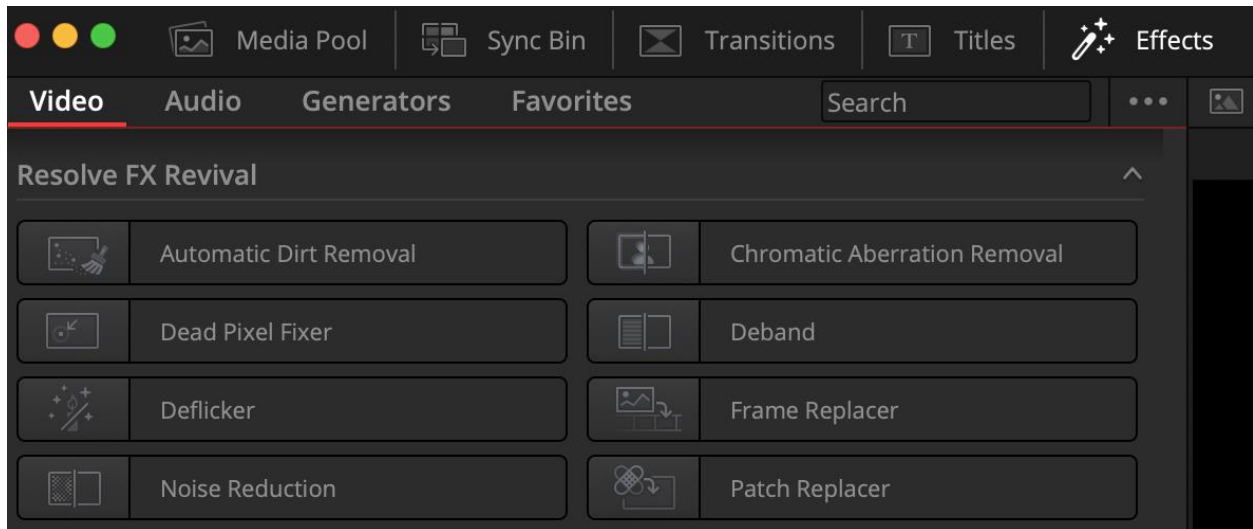 Media Pool Sync Bin Transitions T Titles Effects
Video Audio Generators Favorites Search
Resolve FX Revival
Automatic Dirt Removal Chromatic Aberration Removal
Dead Pixel Fixer Deband
Deflicker Frame Replacer
Noise Reduction Patch Replacer